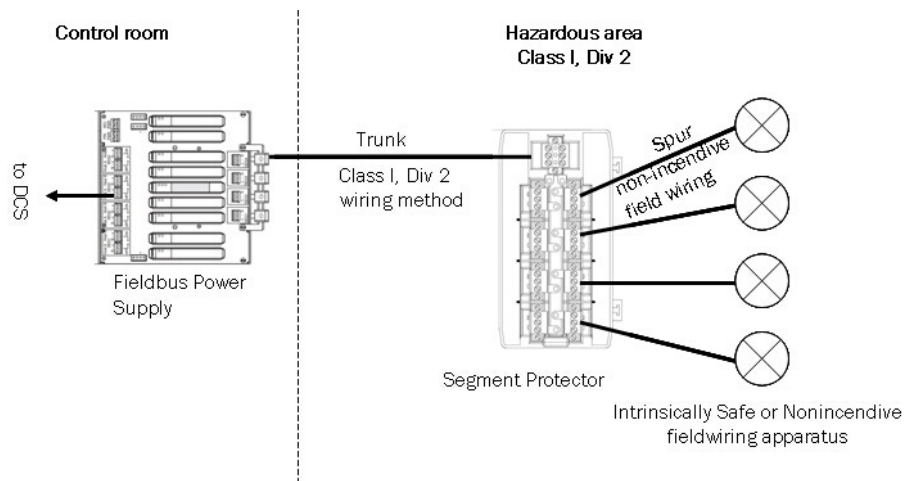 Control room
Hazardous area
Class I, Div 2
to DCS
Trunk
Class I, Div 2
wiring method
Spur
non-incendive
field wiring
Fieldbus Power
Supply
Segment Protector
Intrinsically Safe or Nonincendive
fieldwiring apparatus